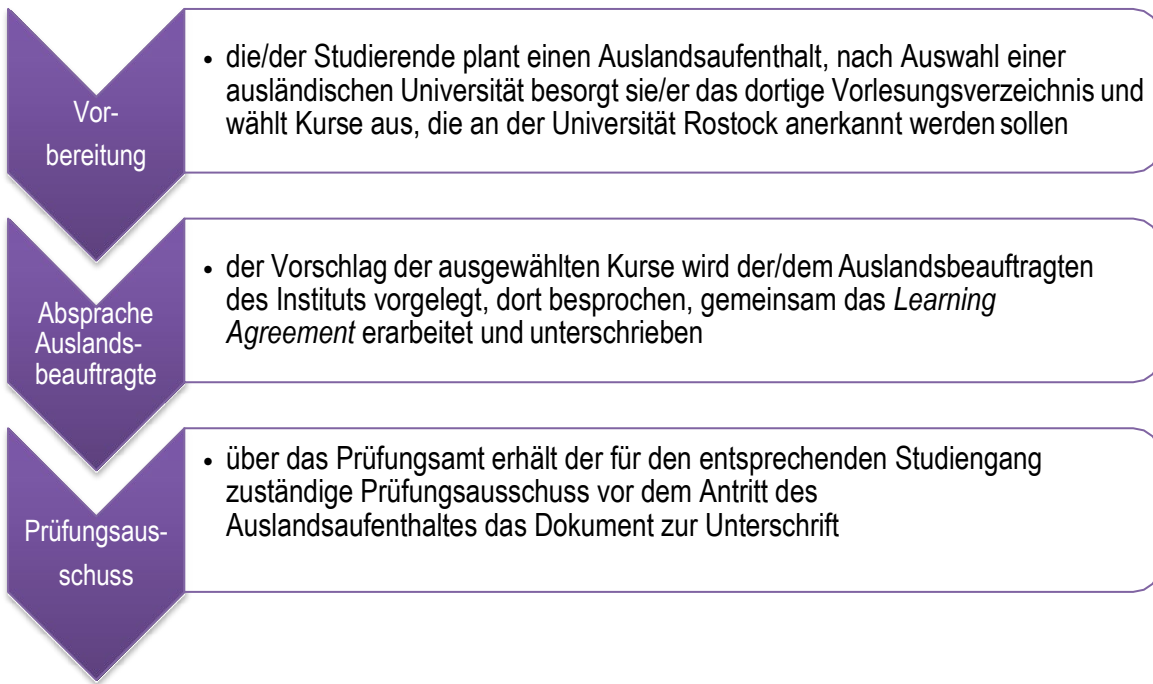 Vor-
bereitung
• die/der Studierende plant einen Auslandsaufenthalt, nach Auswahl einer
ausländischen Universität besorgt sie/er das dortige Vorlesungsverzeichnis und
wählt Kurse aus, die an der Universität Rostock anerkannt werden sollen
Absprache
Auslands-
beauftragte
• der Vorschlag der ausgewählten Kurse wird der/dem Auslandsbeauftragten
des Instituts vorgelegt, dort besprochen, gemeinsam das Learning
Agreement erarbeitet und unterschrieben
Prüfungsaus-
schuss
• über das Prüfungsamt erhält der für den entsprechenden Studiengang
zuständige Prüfungsausschuss vor dem Antritt des
Auslandsaufenthaltes das Dokument zur Unterschrift